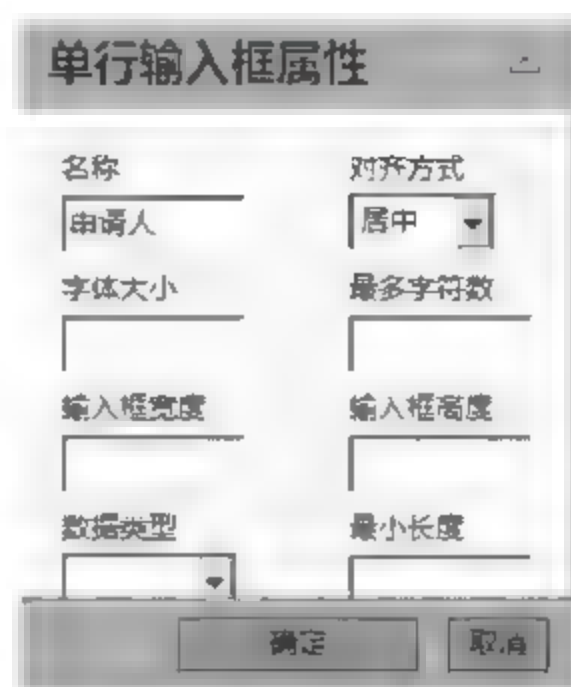 单行输入框属性
名称 对齐方式
申请人 居中
字体大小 最多字符数
输入框宽度 输入框高度
数据类型 最小长度
确定 取消